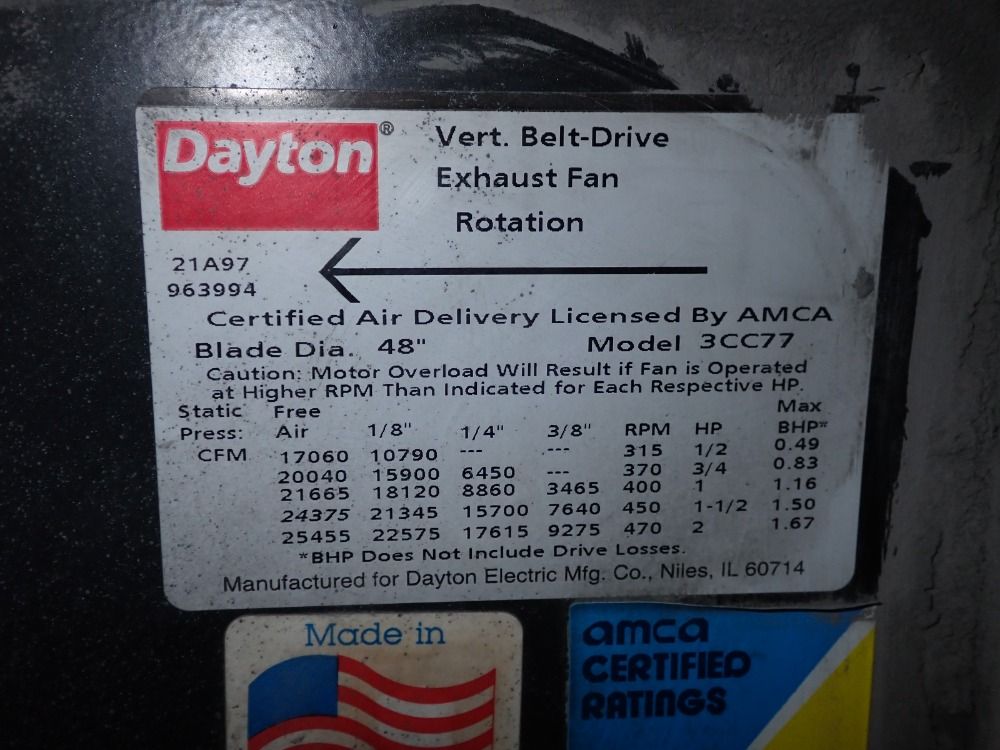 Dayton®
Vert. Belt-Drive
Exhaust Fan
Rotation
21A97
963994
Certified Air Delivery Licensed By AMCA
Blade Dia. 48" Model 3CC77
Caution: Motor Overload Will Result if Fan is Operated
at Higher RPM Than Indicated for Each Respective HP.
Static Free Max
Press: Air 1/8" 1/4" 3/8" RPM HP BHP*
CFM 17060 10790 --- --- 315 1/2 0.49
20040 15900 6450 --- 370 3/4 0.83
21665 18120 8860 3465 400 1 1.16
24375 21345 15700 7640 450 1-1/2 1.50
25455 22575 17615 9275 470 2 1.67
*BHP Does Not Include Drive Losses.
Manufactured for Dayton Electric Mfg. Co., Niles, IL 60714
Made in
amca
CERTIFIED
RATINGS